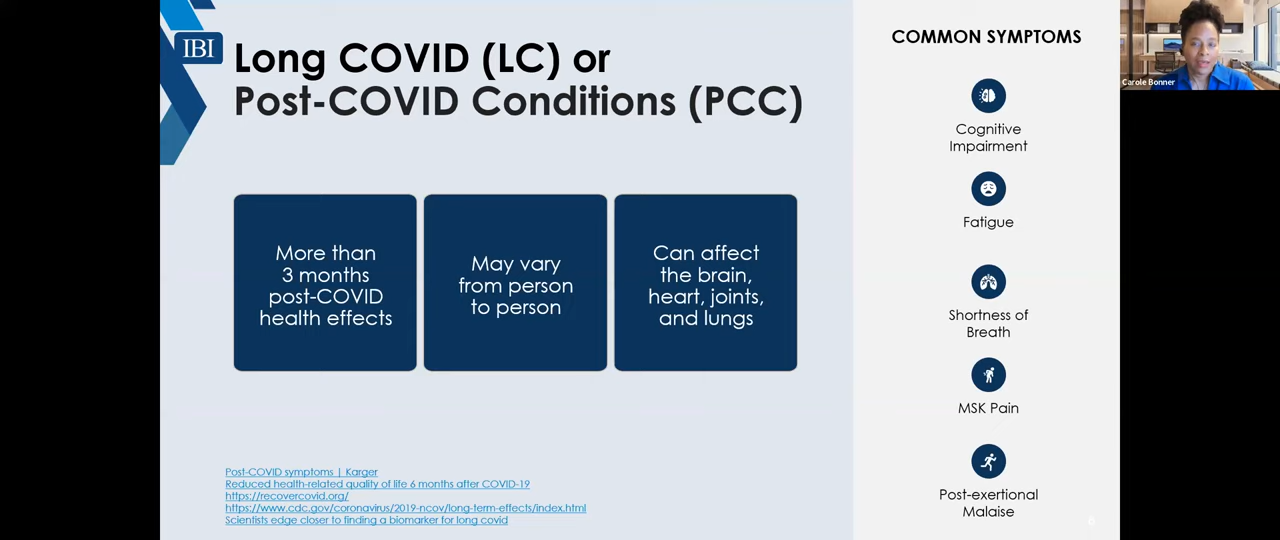 IBI
Long COVID (LC) or
Post-COVID Conditions (PCC)
More than
3 months
post-COVID
health effects
May vary
from person
to person
Can affect
the brain,
heart, joints,
and lungs
Post-COVID symptoms | Karger
Reduced health-related quality of life 6 months after COVID-19
https://recovercovid.org/
https://www.cdc.gov/coronavirus/2019-ncov/long-term-effects/index.html
Scientists edge closer to finding a biomarker for long covid
COMMON SYMPTOMS
Cognitive
Impairment
Fatigue
Shortness of
Breath
MSK Pain
Post-exertional
Malaise
6
Carole Bonner